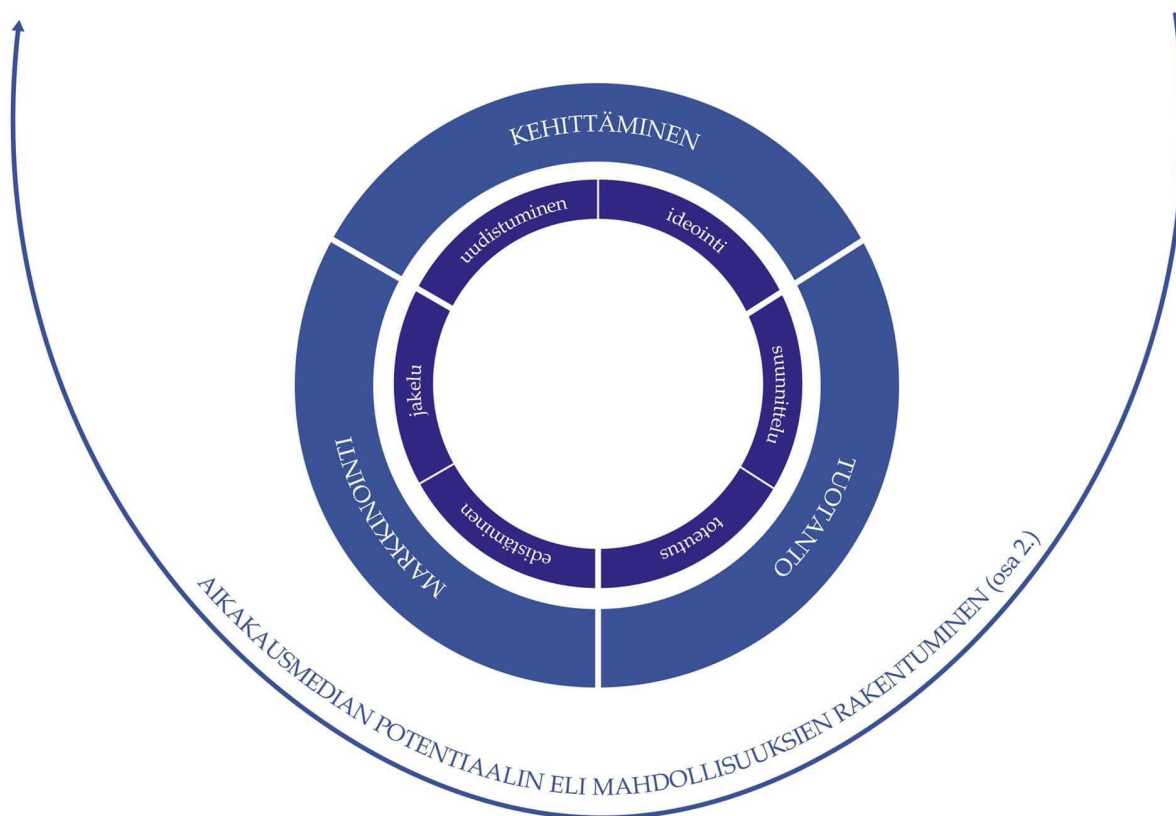 KEHITTÄMINEN
uudistuminen
ideointi
jakelu
suunnittelu
MARKKINOINTI
TUOTANTO
edistäminen
toteutus
AIKAKAUSMEDIAN POTENTIAALIN ELI MAHDOLLISUUKSIEN RAKENTUMINEN (osa 2.)